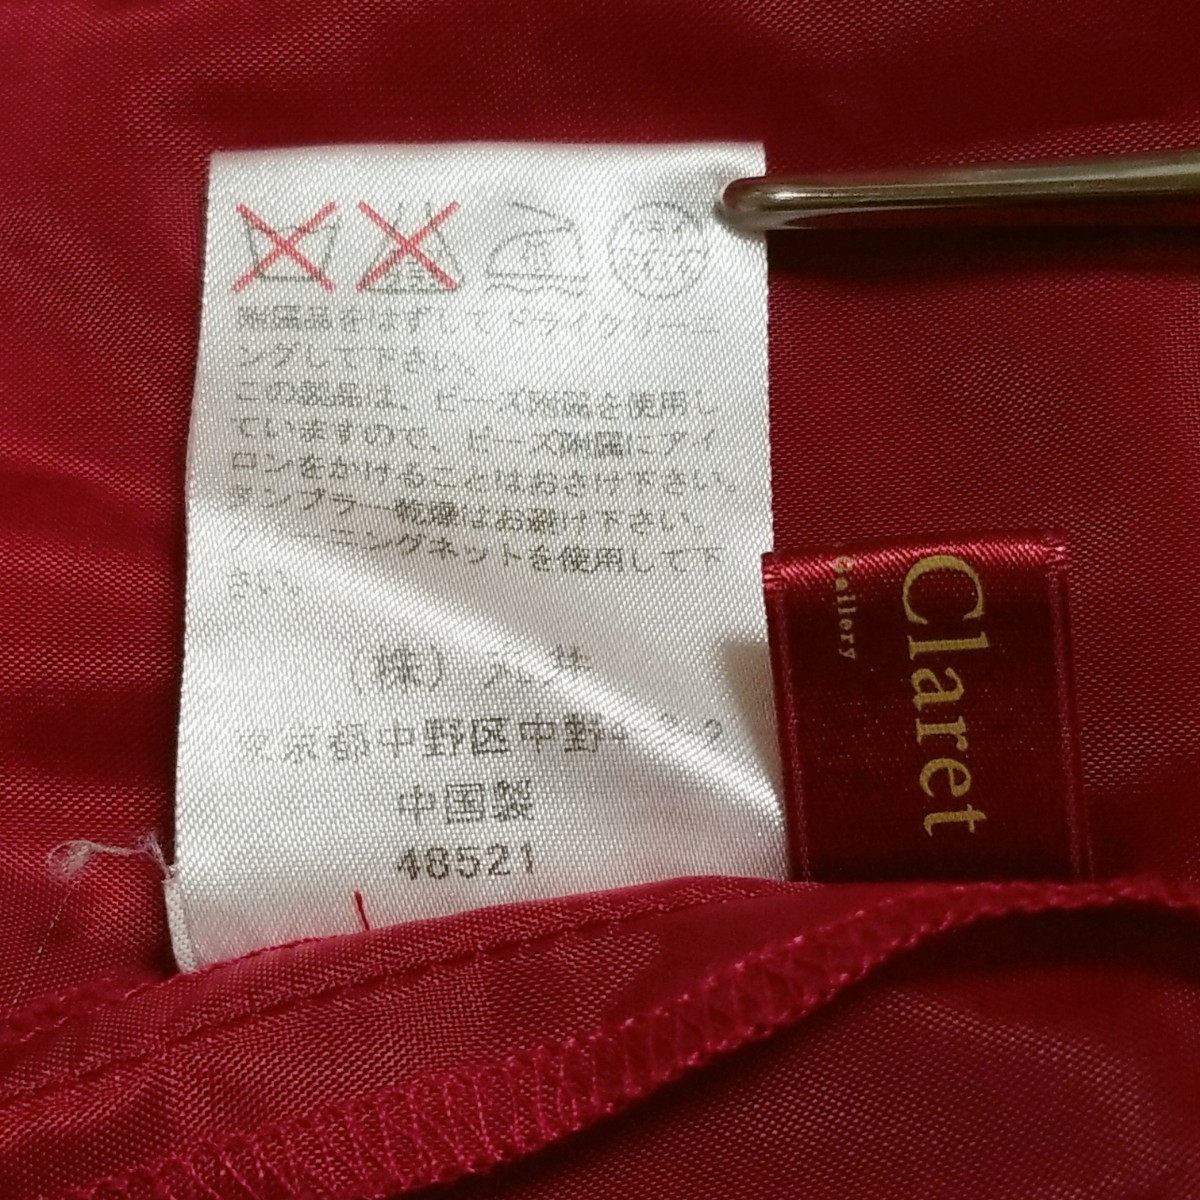 附属品をはずしてドライクリーニ
ングして下さい。
この製品は、ビーズ附属を使用し
ていますので、ビーズ附属にアイ
ロンをかけることはおさけ下さい。
タンブラー乾燥はお避け下さい。
クリーニングネットを使用して下
さい。
(株)
東京都中野区中野
中国製
48521
Claret
Gallery